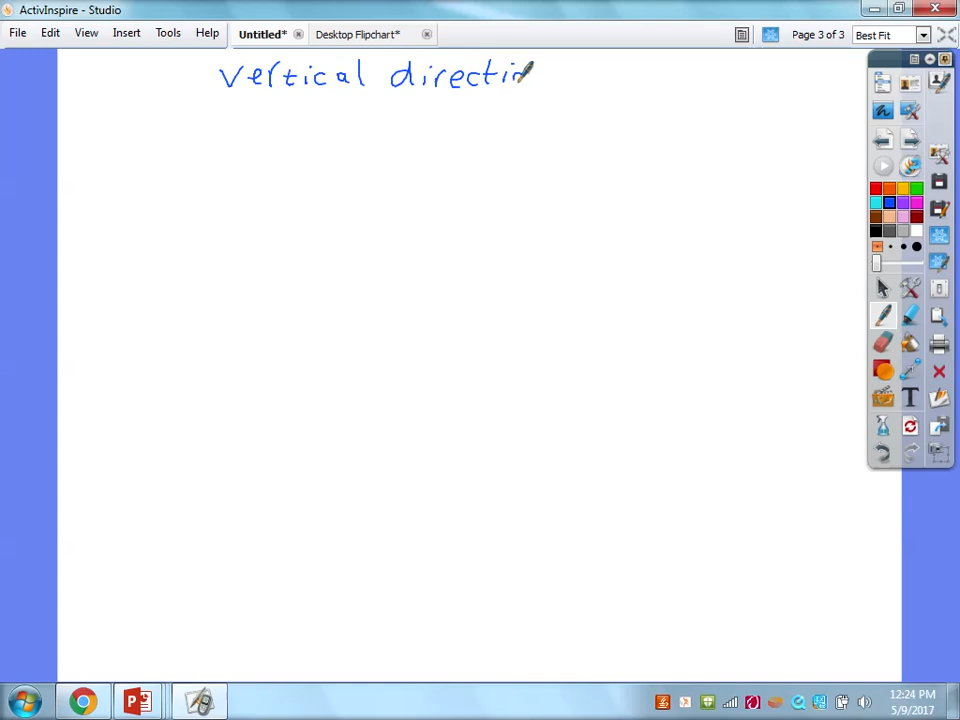 ActivInspire - Studio
File Edit View Insert Tools Help Untitled* Desktop Flipchart* Page 3 of 3 Best Fit
vertical directi
T
12:24 PM
5/9/2017